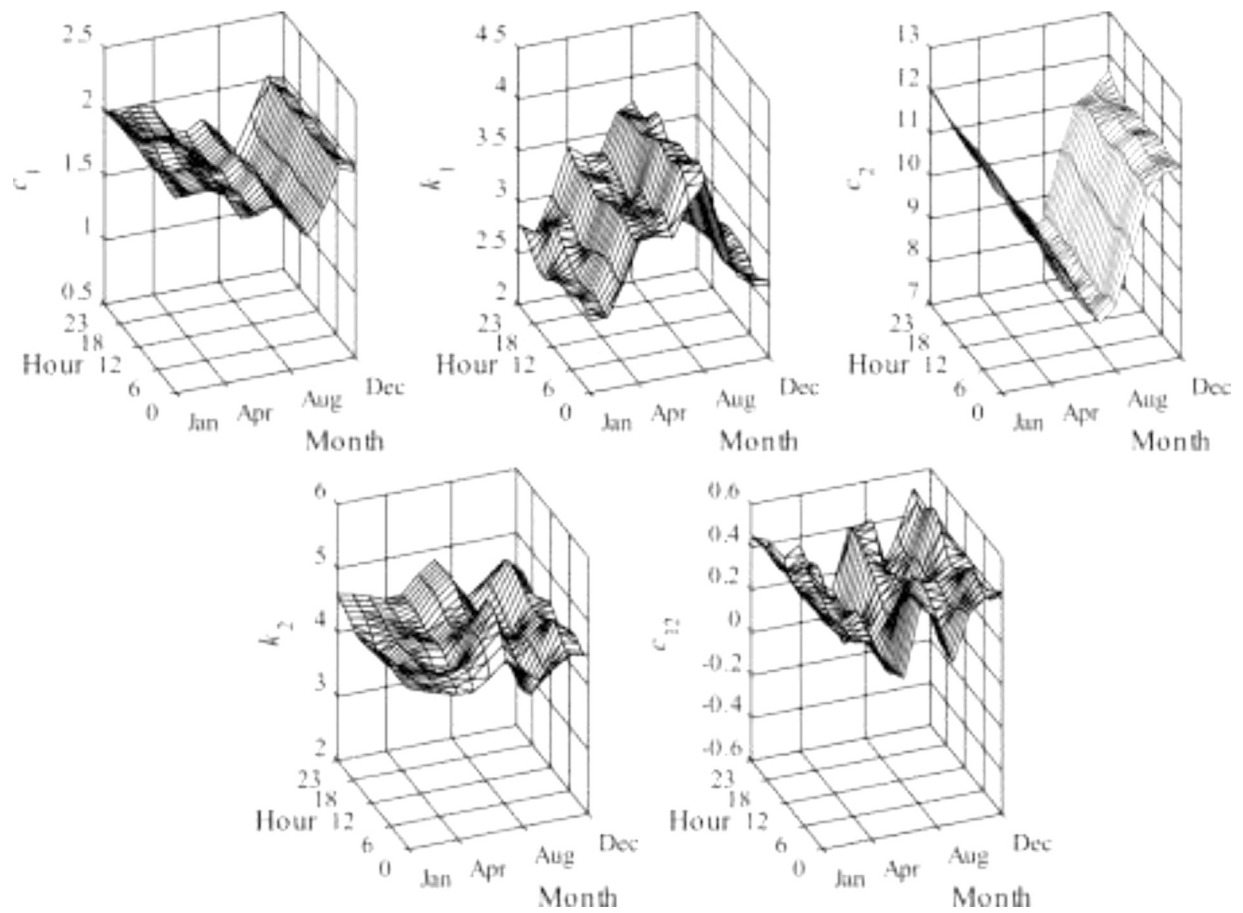 2.5
2
1.5
1
0.5
c1
23
18
Hour 12
6
0
Jan
Apr
Aug
Dec
Month
4.5
4
3.5
3
2.5
2
k1
23
18
Hour 12
6
0
Jan
Apr
Aug
Dec
Month
13
12
11
10
9
8
7
c2
23
18
Hour 12
6
0
Jan
Apr
Aug
Dec
Month
6
5
4
3
2
k2
23
18
Hour 12
6
0
Jan
Apr
Aug
Dec
Month
0.6
0.4
0.2
0
-0.2
-0.4
-0.6
c12
23
18
Hour 12
6
0
Jan
Apr
Aug
Dec
Month